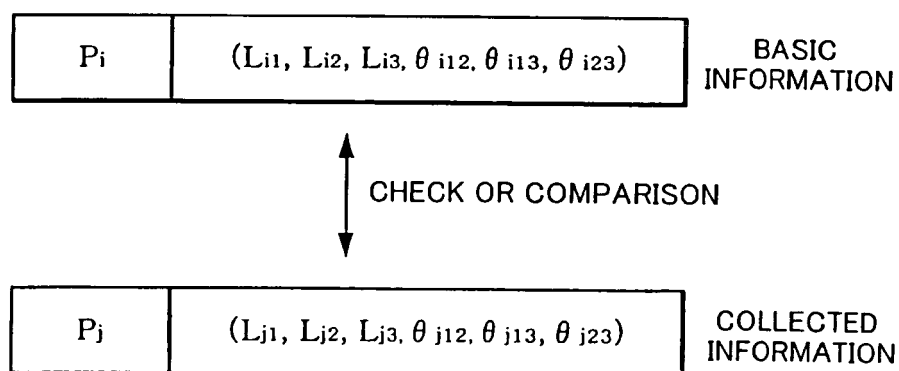 Pi (Li1, Li2, Li3, θ i12, θ i13, θ i23) BASIC
INFORMATION
CHECK OR COMPARISON
Pj (Lj1, Lj2, Lj3, θ j12, θ j13, θ j23) COLLECTED
INFORMATION